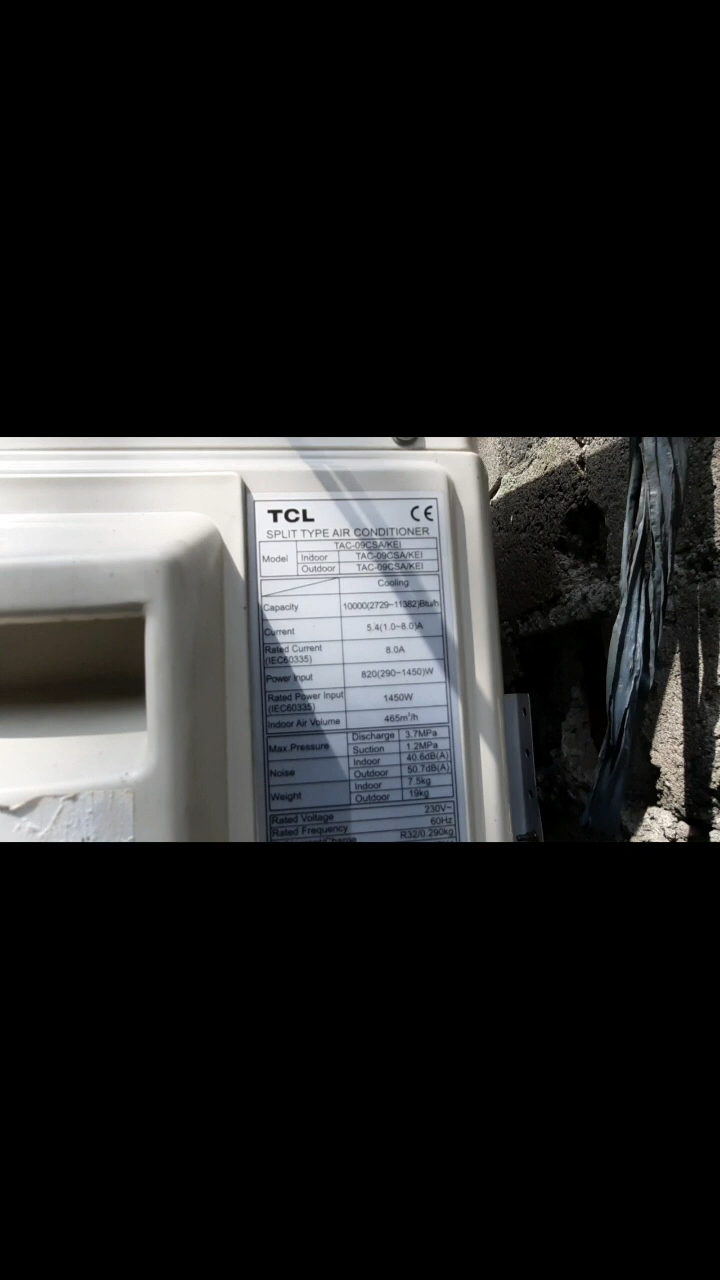 TCL CE
SPLIT TYPE AIR CONDITIONER
Model TAC-09CSA/KEI
Indoor TAC-09CSA/KEI
Outdoor TAC-09CSA/KEI
Cooling
Capacity 10000(2729~11382)Btu/h
Current 5.4(1.0~8.0)A
Rated Current (IEC60335) 8.0A
Power Input 820(290~1450)W
Rated Power Input (IEC60335) 1450W
Indoor Air Volume 465m³/h
Max.Pressure Discharge 3.7MPa
Suction 1.2MPa
Noise Indoor 40.6dB(A)
Outdoor 50.7dB(A)
Weight Indoor 7.5kg
Outdoor 19kg
Rated Voltage 230V~
Rated Frequency 60Hz
R32/0.290kg